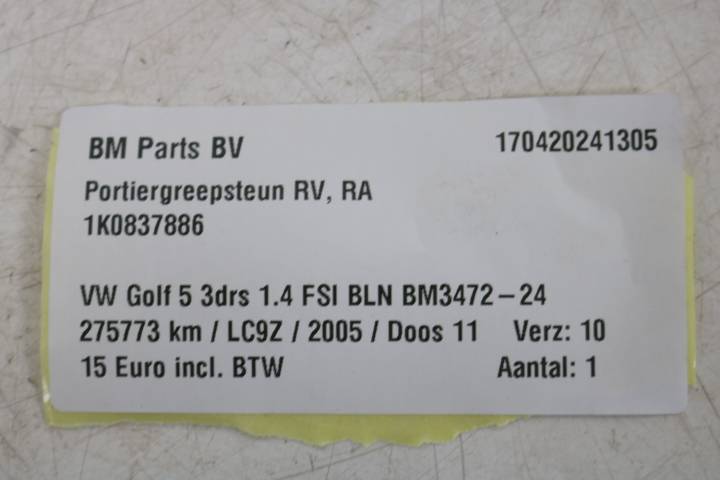 BM Parts BV 170420241305
Portiergreepsteun RV, RA
1K0837886
VW Golf 5 3drs 1.4 FSI BLN BM3472-24
275773 km / LC9Z / 2005 / Doos 11 Verz: 10
15 Euro incl. BTW Aantal: 1